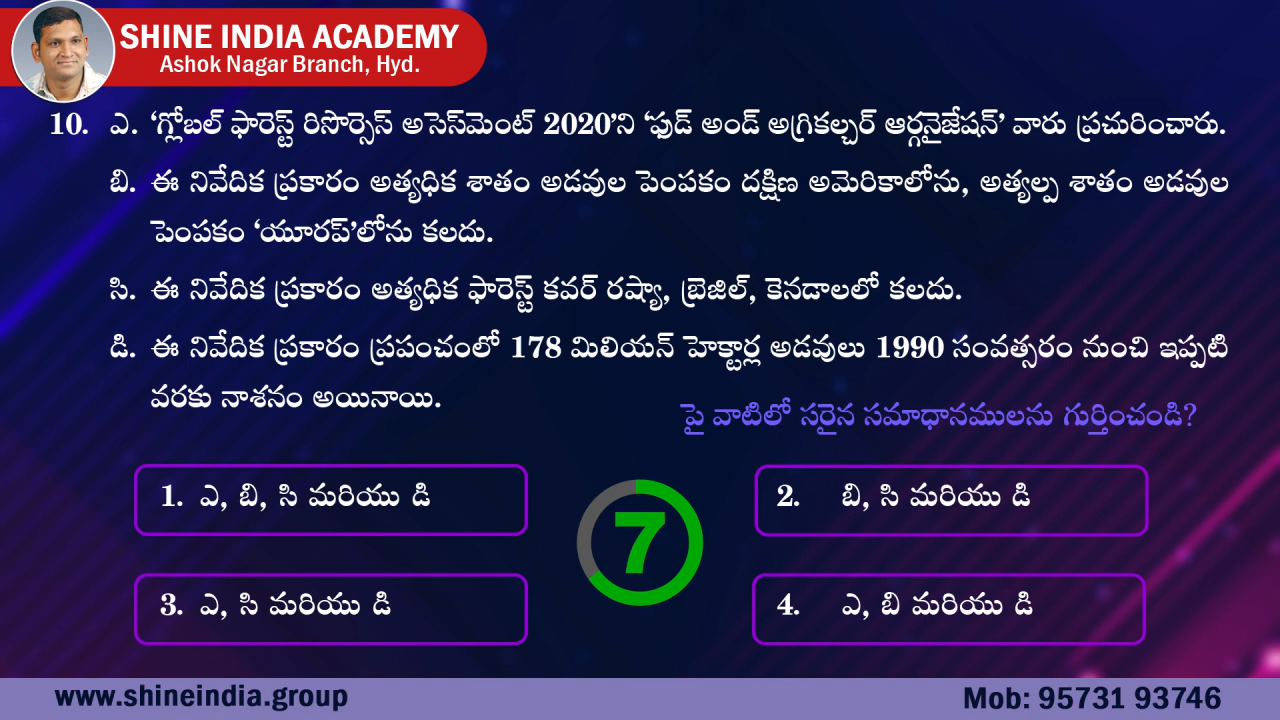 SHINE INDIA ACADEMY
Ashok Nagar Branch, Hyd.
10. ఎ. ‘గ్లోబల్ ఫారెస్ట్ రిసోర్సెస్ అసెస్‌మెంట్ 2020’ని ‘ఫుడ్ అండ్ అగ్రికల్చర్ ఆర్గనైజేషన్’ వారు ప్రచురించారు.
బి. ఈ నివేదిక ప్రకారం అత్యధిక శాతం అడవుల పెంపకం దక్షిణ అమెరికాలోను, అత్యల్ప శాతం అడవుల
పెంపకం ‘యూరప్’లోను కలదు.
సి. ఈ నివేదిక ప్రకారం అత్యధిక ఫారెస్ట్ కవర్ రష్యా, బ్రెజిల్, కెనడాలలో కలదు.
డి. ఈ నివేదిక ప్రకారం ప్రపంచంలో 178 మిలియన్ హెక్టార్ల అడవులు 1990 సంవత్సరం నుంచి ఇప్పటి
వరకు నాశనం అయినాయి.
పై వాటిలో సరైన సమాధానములను గుర్తించండి?
1. ఎ, బి, సి మరియు డి
2. బి, సి మరియు డి
7
3. ఎ, సి మరియు డి
4. ఎ, బి మరియు డి
www.shineindia.group
Mob: 95731 93746